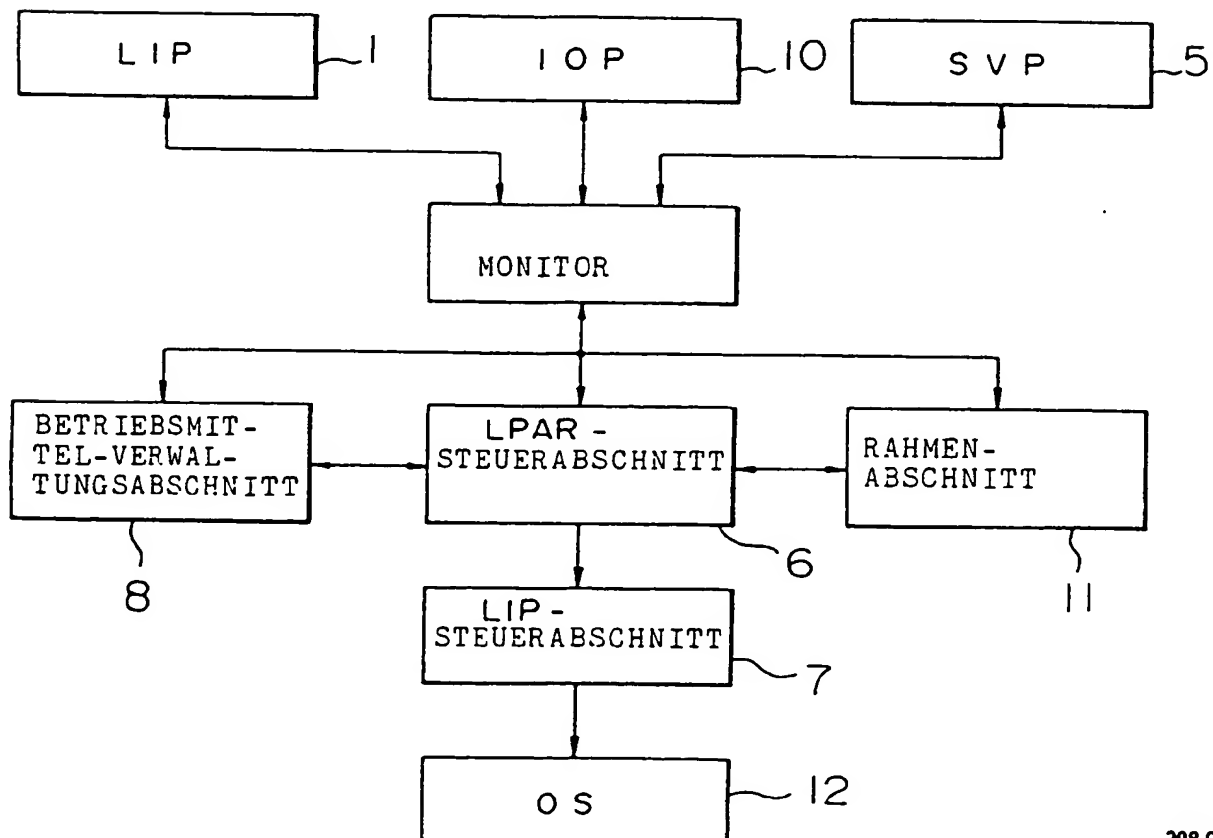 LIP
1
IOP
10
SVP
5
MONITOR
BETRIEBSMIT-
TEL-VERWAL-
TUNGSABSCHNITT
8
LPAR-
STEUERABSCHNITT
6
RAHMEN-
ABSCHNITT
11
LIP-
STEUERABSCHNITT
7
OS
12